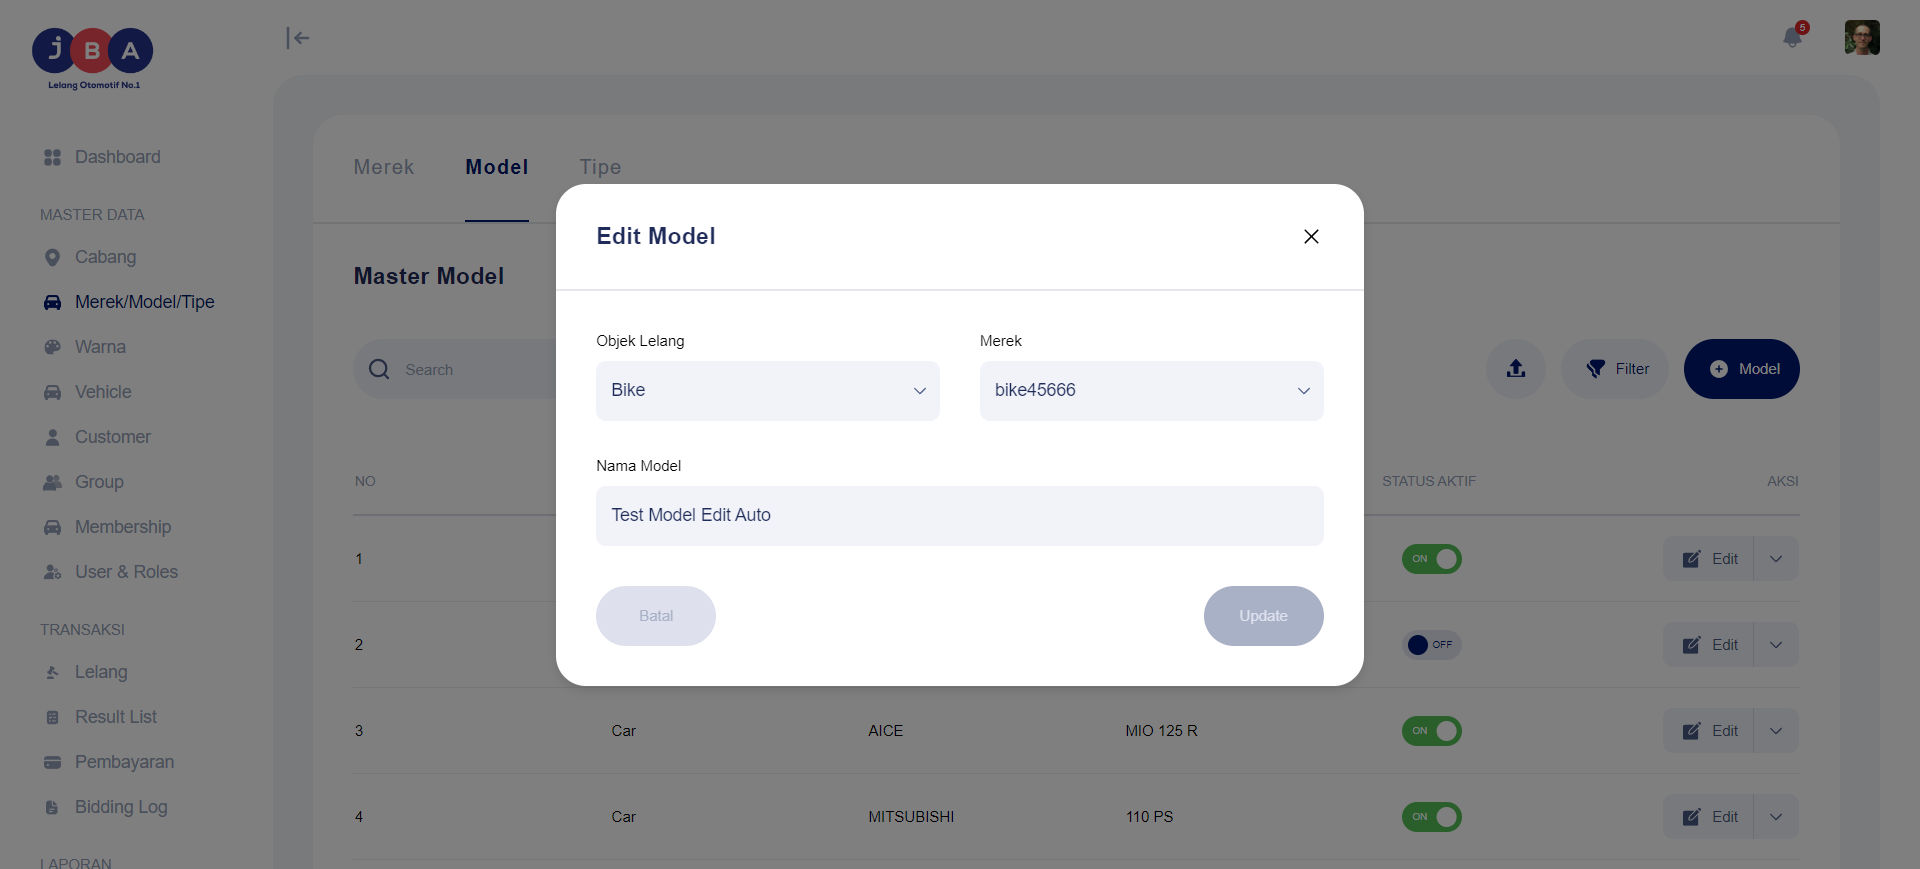 JBA
Lelang Otomotif No.1
5
Dashboard
MASTER DATA
Cabang
Merek/Model/Tipe
Warna
Vehicle
Customer
Group
Membership
User & Roles
TRANSAKSI
Lelang
Result List
Pembayaran
Bidding Log
LAPORAN
Merek Model Tipe
Master Model
Search
Filter
Model
NO STATUS AKTIF AKSI
1 ON Edit
2 OFF Edit
3 Car AICE MIO 125 R ON Edit
4 Car MITSUBISHI 110 PS ON Edit
Edit Model
Objek Lelang Merek
Bike bike45666
Nama Model
Test Model Edit Auto
Batal Update